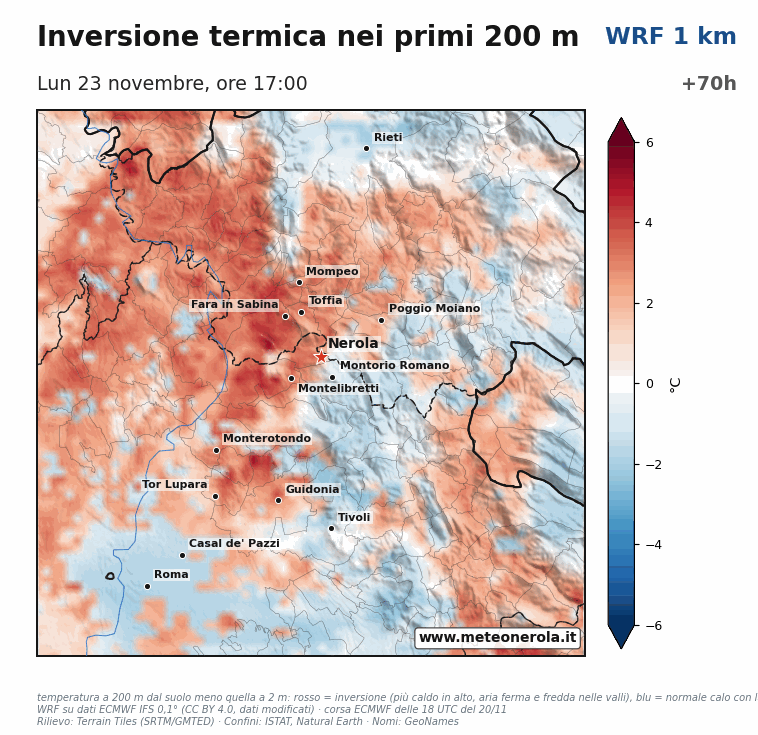 Inversione termica nei primi 200 m WRF 1 km
Lun 23 novembre, ore 17:00 +70h
Rieti
Mompeo
Fara in Sabina
Toffia
Poggio Moiano
Nerola
Montorio Romano
Montelibretti
Monterotondo
Tor Lupara
Guidonia
Tivoli
Casal de' Pazzi
Roma
www.meteonerola.it
6
4
2
0
−2
−4
−6
°C
temperatura a 200 m dal suolo meno quella a 2 m: rosso = inversione (più caldo in alto, aria ferma e fredda nelle valli), blu = normale calo con
WRF su dati ECMWF IFS 0,1° (CC BY 4.0, dati modificati) · corsa ECMWF delle 18 UTC del 20/11
Rilievo: Terrain Tiles (SRTM/GMTED) · Confini: ISTAT, Natural Earth · Nomi: GeoNames